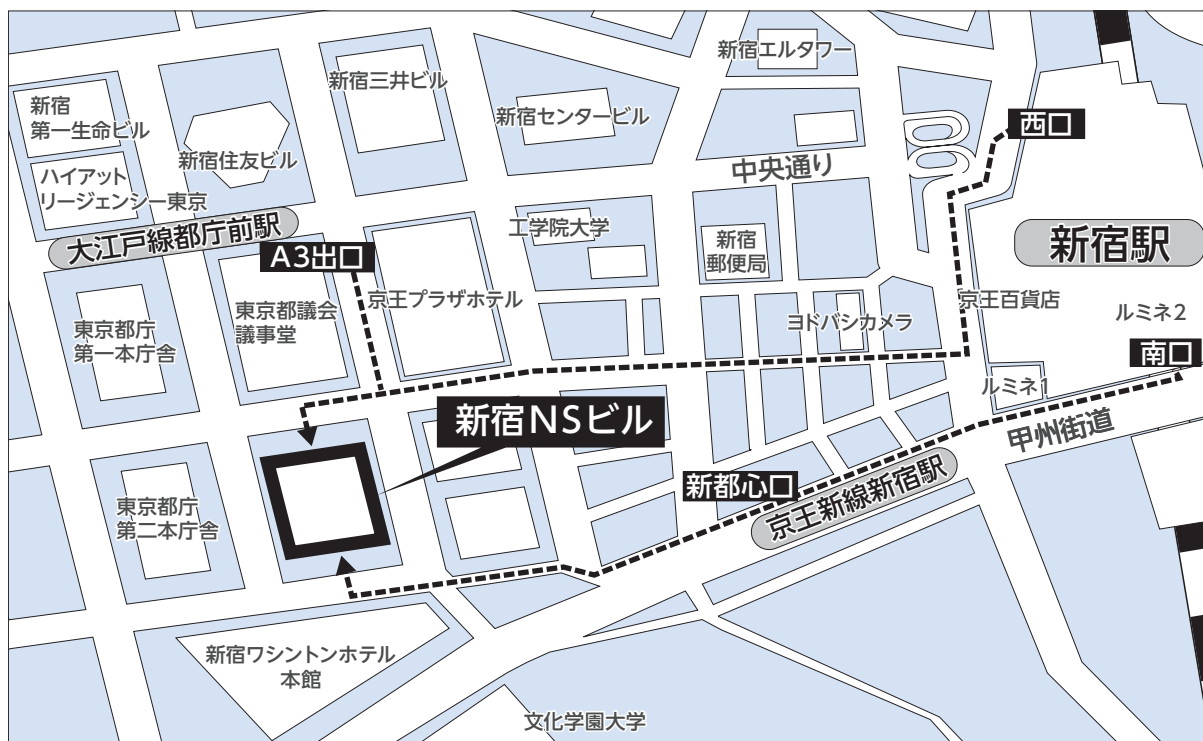 新宿エルタワー
新宿三井ビル
新宿
第一生命ビル
新宿センタービル
西口
新宿住友ビル
中央通り
ハイアット
リージェンシー東京
大江戸線都庁前駅
A3出口
工学院大学
新宿
郵便局
新宿駅
京王プラザホテル
京王百貨店
東京都議会
議事堂
東京都庁
第一本庁舎
ヨドバシカメラ
ルミネ2
南口
ルミネ1
新宿NSビル
甲州街道
新都心口
京王新線新宿駅
東京都庁
第二本庁舎
新宿ワシントンホテル
本館
文化学園大学